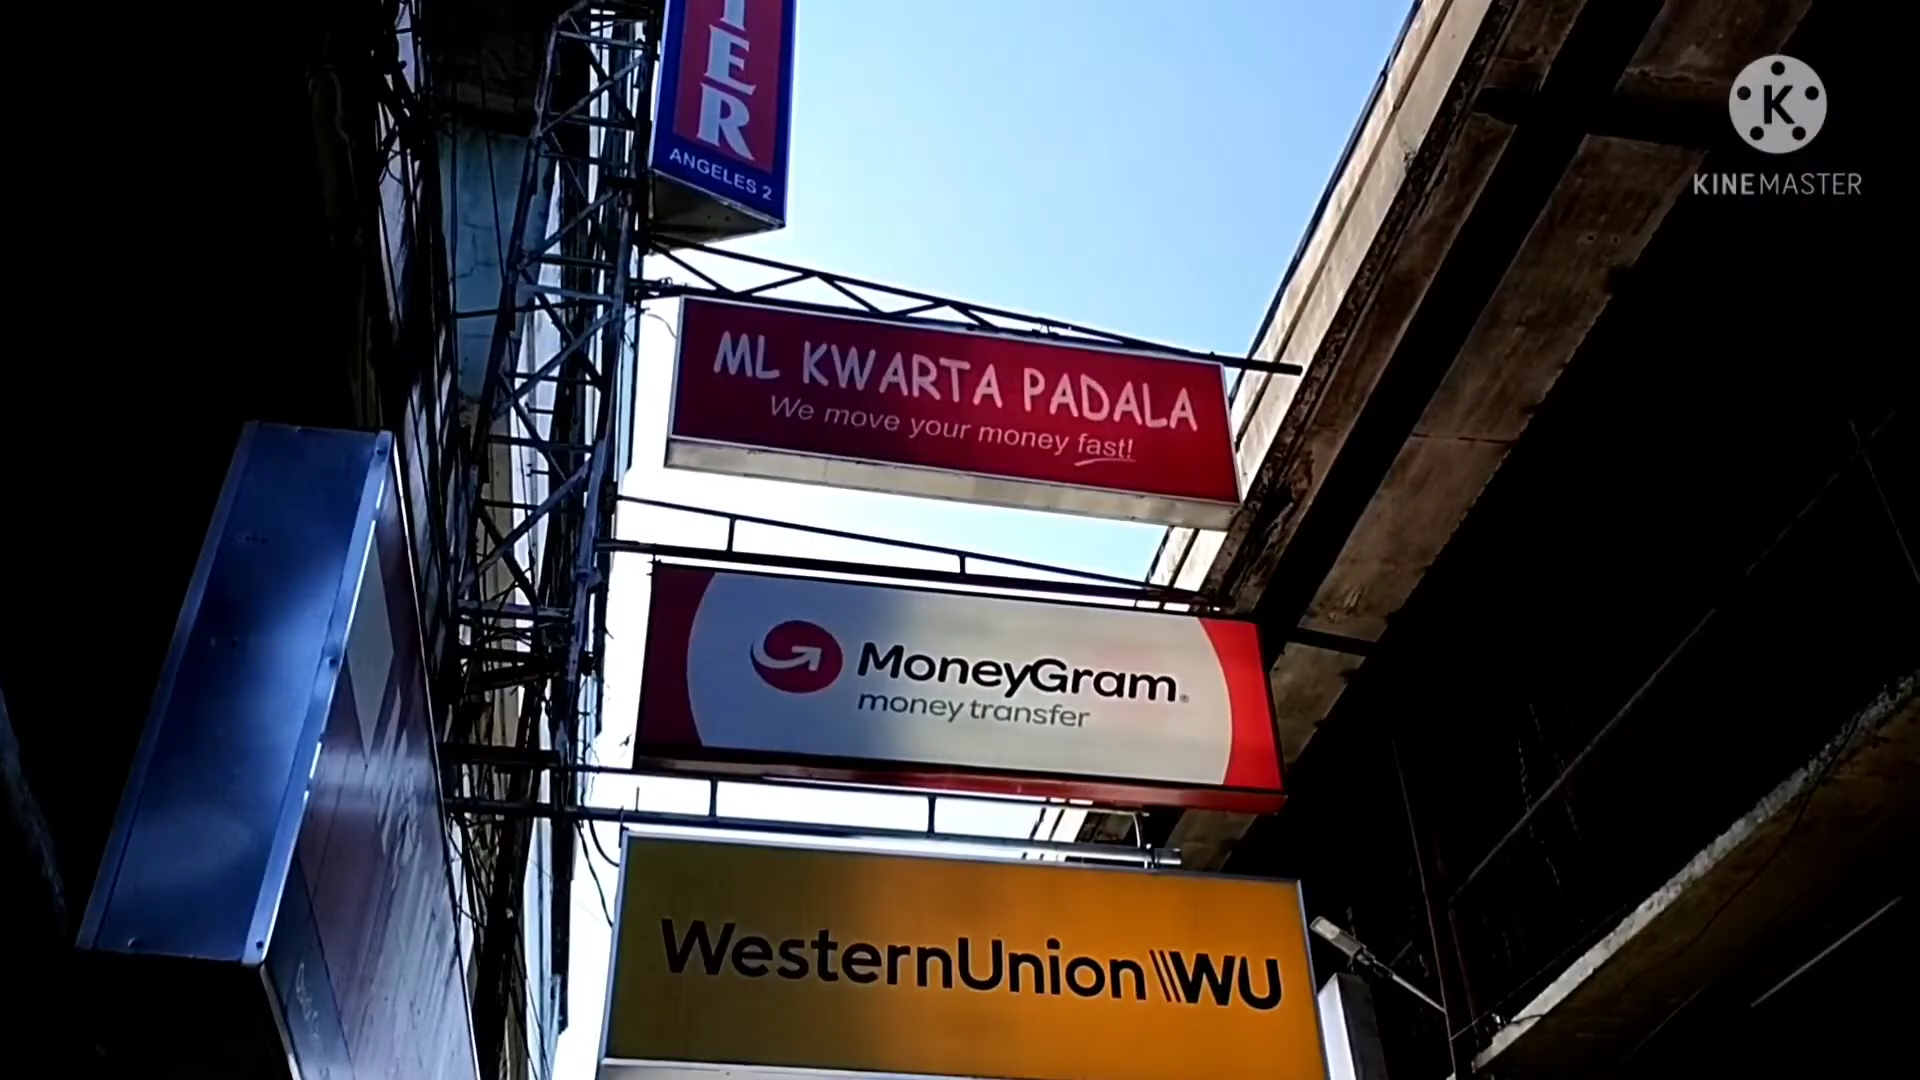 IER
ANGELES 2
K
KINEMASTER
ML KWARTA PADALA
We move your money fast!
MoneyGram
money transfer
WesternUnion WU